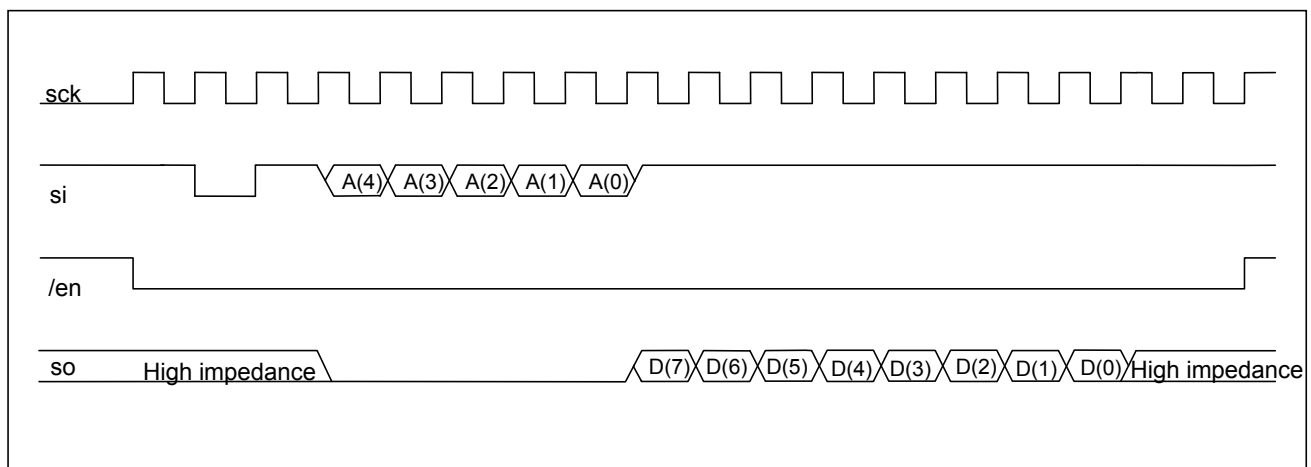 sck
si
A(4) A(3) A(2) A(1) A(0)
/en
so
High impedance
D(7) D(6) D(5) D(4) D(3) D(2) D(1) D(0)
High impedance